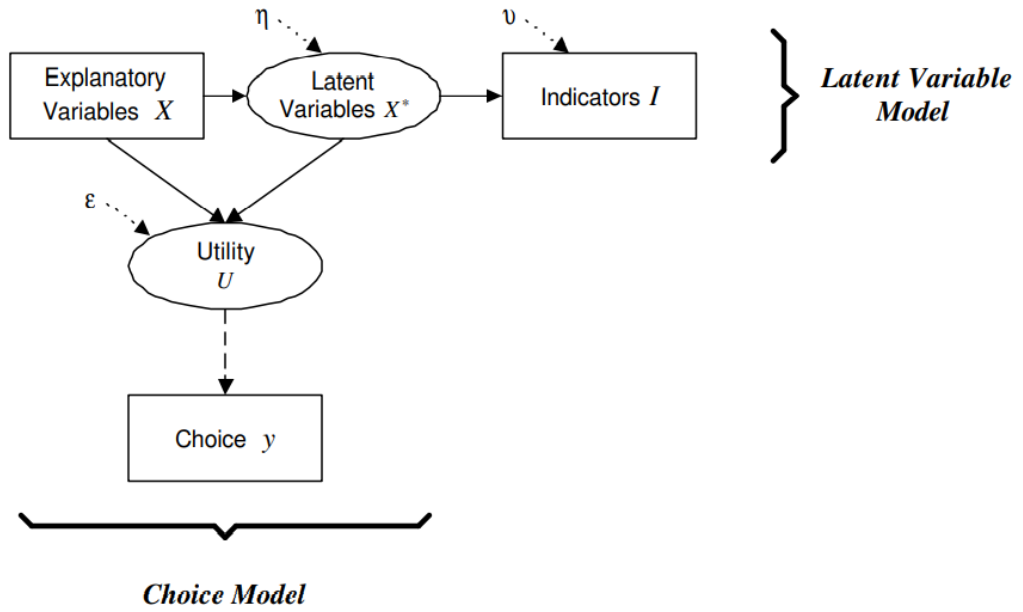 η
υ
Explanatory
Variables X
Latent
Variables X*
Indicators I
Latent Variable
Model
ε
Utility
U
Choice y
Choice Model